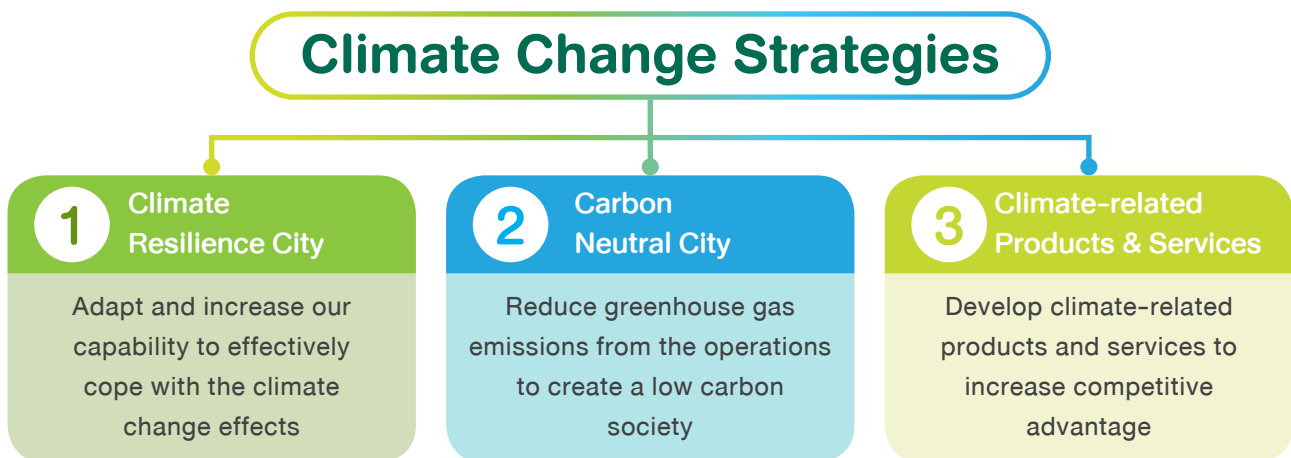 Climate Change Strategies
1
Climate
Resilience City
Adapt and increase our
capability to effectively
cope with the climate
change effects
2
Carbon
Neutral City
Reduce greenhouse gas
emissions from the operations
to create a low carbon
society
3
Climate-related
Products & Services
Develop climate-related
products and services to
increase competitive
advantage